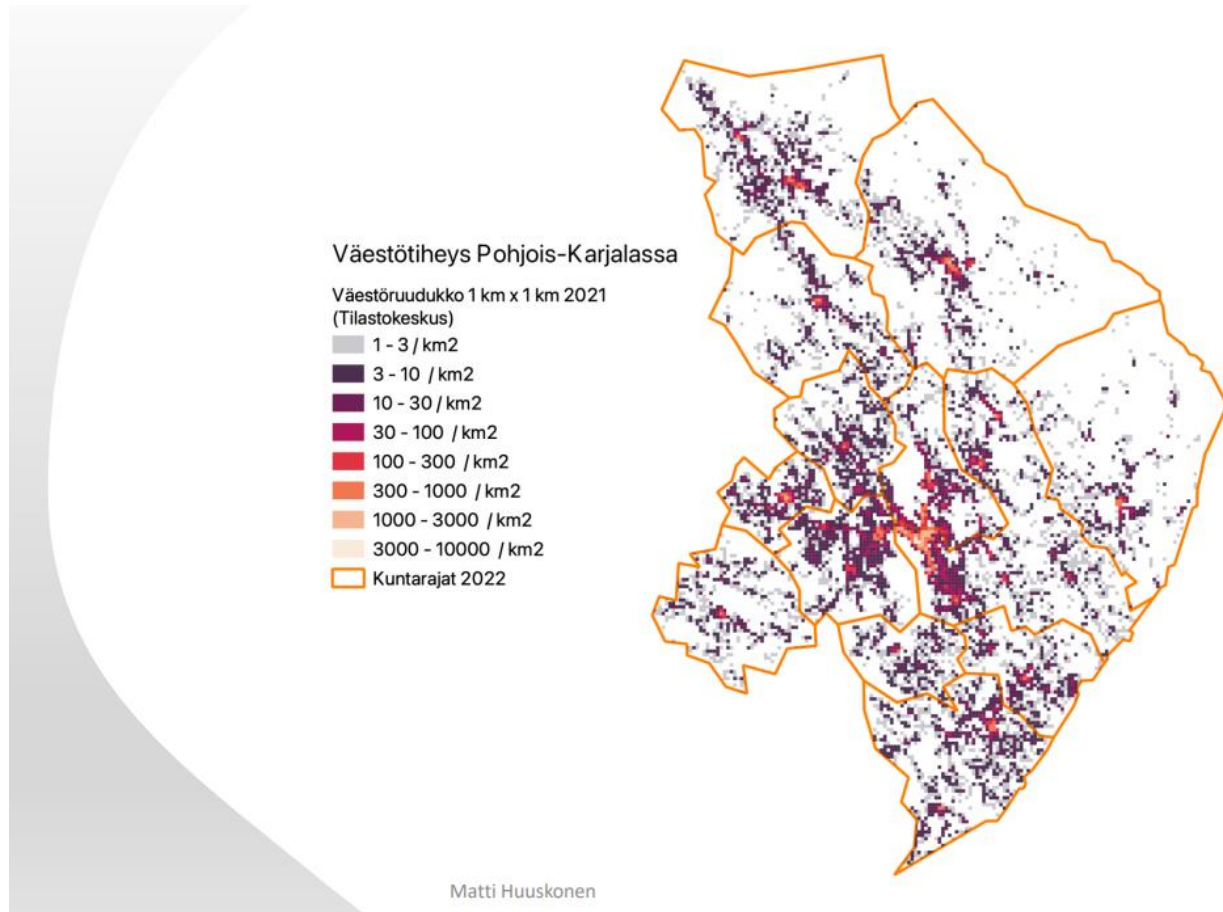 Väestötiheys Pohjois-Karjalassa
Väestöruudukko 1 km x 1 km 2021
(Tilastokeskus)
1 - 3 / km2
3 - 10 / km2
10 - 30 / km2
30 - 100 / km2
100 - 300 / km2
300 - 1000 / km2
1000 - 3000 / km2
3000 - 10000 / km2
Kuntarajat 2022
Matti Huuskonen